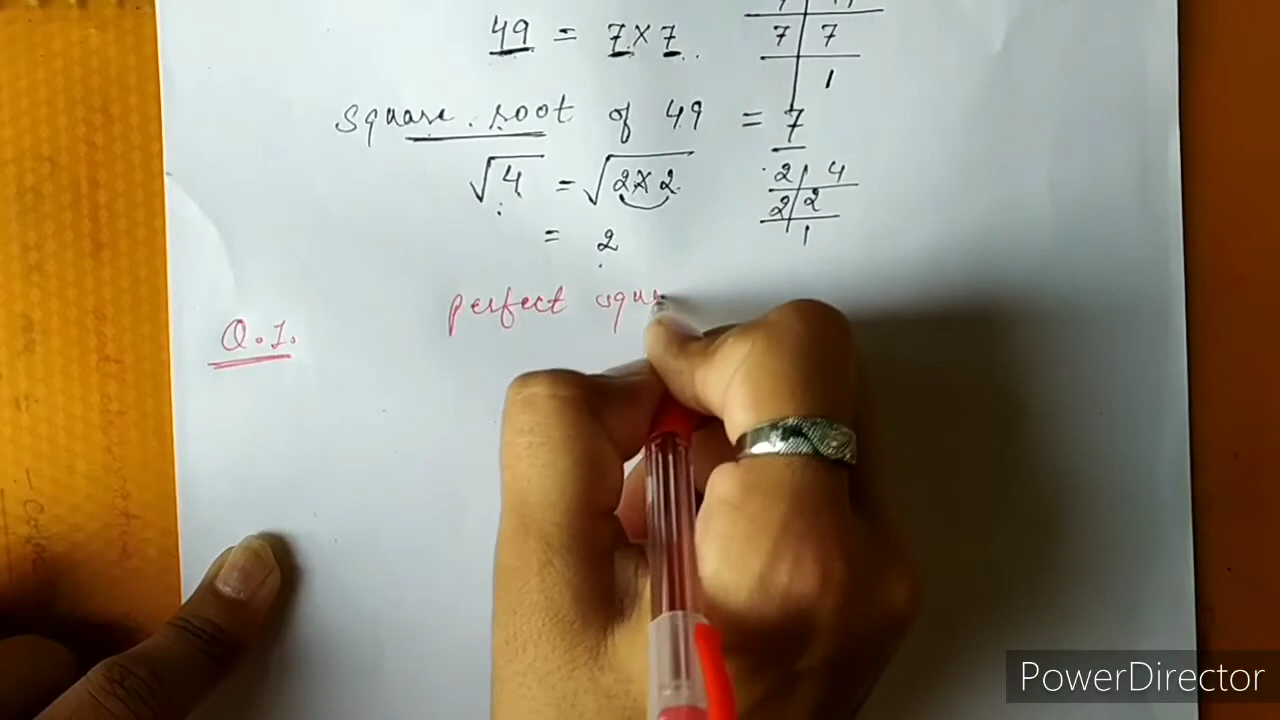 49 = 7 × 7
7 | 7
1
square root of 49 = 7
√4 = √2×2
2 | 4
2 | 2
1
= 2
perfect squ
Q.1.
PowerDirector